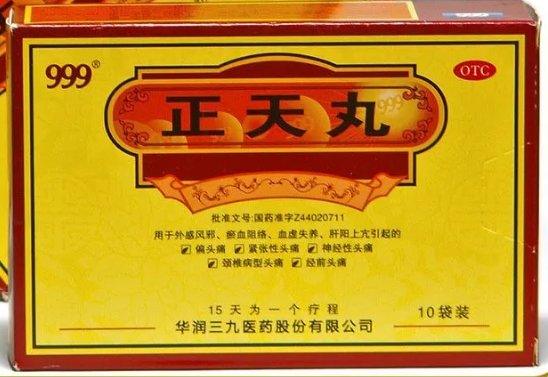 999®
OTC
正天丸
999
批准文号:国药准字Z44020711
用于外感风邪、瘀血阻络、血虚失养、肝阳上亢引起的
偏头痛 紧张性头痛 神经性头痛
颈椎病型头痛 经前头痛
15天为一个疗程
10袋装
华润三九医药股份有限公司